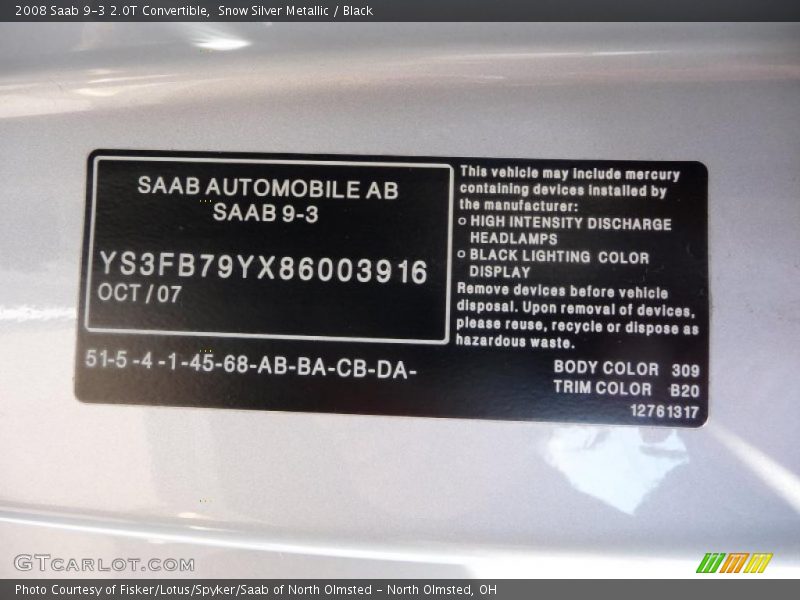 2008 Saab 9-3 2.0T Convertible,  Snow Silver Metallic / Black
SAAB AUTOMOBILE AB
SAAB 9-3
YS3FB79YX86003916
OCT/07
This vehicle may include mercury
containing devices installed by
the manufacturer:
o HIGH INTENSITY DISCHARGE
HEADLAMPS
o BLACK LIGHTING COLOR
DISPLAY
Remove devices before vehicle
disposal. Upon removal of devices,
please reuse, recycle or dispose as
hazardous waste.
51-5-4-1-45-68-AB-BA-CB-DA-
BODY COLOR 309
TRIM COLOR B20
12761317
GTCARLOT.COM
Photo Courtesy of Fisker/Lotus/Spyker/Saab of North Olmsted - North Olmsted, OH